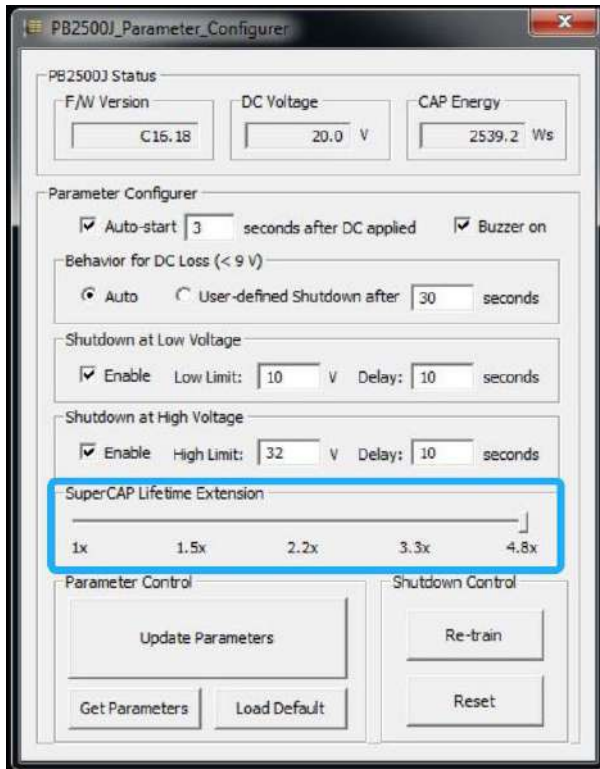 PB2500J_Parameter_Configurer
PB2500J Status
F/W Version DC Voltage CAP Energy
C16.18 20.0 V 2539.2 Ws
Parameter Configurer
Auto-start 3 seconds after DC applied Buzzer on
Behavior for DC Loss (< 9 V)
Auto User-defined Shutdown after 30 seconds
Shutdown at Low Voltage
Enable Low Limit: 10 V Delay: 10 seconds
Shutdown at High Voltage
Enable High Limit: 32 V Delay: 10 seconds
SuperCAP Lifetime Extension
1x 1.5x 2.2x 3.3x 4.8x
Parameter Control Shutdown Control
Update Parameters Re-train
Get Parameters Load Default Reset